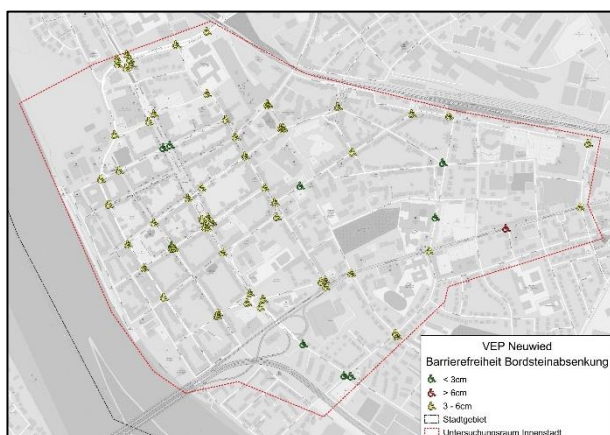 VEP Neuwied
Barrierefreiheit Bordsteinabsenkung
< 3cm
> 6cm
3 - 6cm
Stadtgebiet
Untersuchungsraum Innenstadt